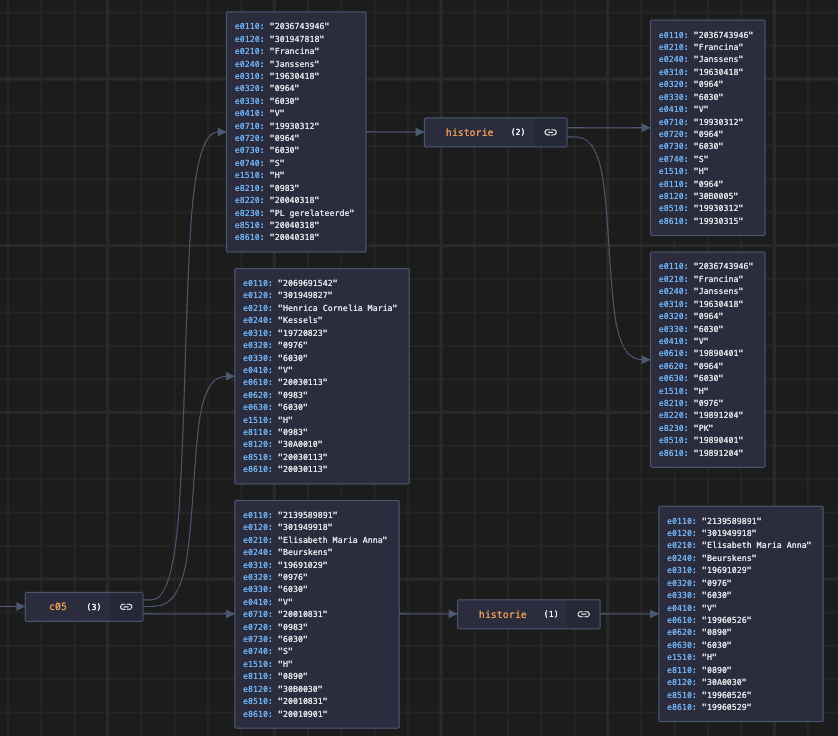 e0110: "2036743946"
e0120: "301947818"
e0210: "Francina"
e0240: "Janssens"
e0310: "19630418"
e0320: "0964"
e0330: "6030"
e0410: "V"
e0710: "19930312"
e0720: "0964"
e0730: "6030"
e0740: "S"
e1510: "H"
e8210: "0983"
e8220: "20040318"
e8230: "PL gerelateerde"
e8510: "20040318"
e8610: "20040318"
historie (2)
e0110: "2036743946"
e0210: "Francina"
e0240: "Janssens"
e0310: "19630418"
e0320: "0964"
e0330: "6030"
e0410: "V"
e0710: "19930312"
e0720: "0964"
e0730: "6030"
e0740: "S"
e1510: "H"
e8110: "0964"
e8120: "30B0005"
e8510: "19930312"
e8610: "19930315"
e0110: "2036743946"
e0210: "Francina"
e0240: "Janssens"
e0310: "19630418"
e0320: "0964"
e0330: "6030"
e0410: "V"
e0610: "19890401"
e0620: "0964"
e0630: "6030"
e1510: "H"
e8210: "0976"
e8220: "19891204"
e8230: "PK"
e8510: "19890401"
e8610: "19891204"
e0110: "2069691542"
e0120: "301949827"
e0210: "Henrica Cornelia Maria"
e0240: "Kessels"
e0310: "19720823"
e0320: "0976"
e0330: "6030"
e0410: "V"
e0610: "20030113"
e0620: "0983"
e0630: "6030"
e1510: "H"
e8110: "0983"
e8120: "30A0010"
e8510: "20030113"
e8610: "20030113"
c05 (3)
e0110: "2139589891"
e0120: "301949918"
e0210: "Elisabeth Maria Anna"
e0240: "Beurskens"
e0310: "19691029"
e0320: "0976"
e0330: "6030"
e0410: "V"
e0710: "20010831"
e0720: "0983"
e0730: "6030"
e0740: "S"
e1510: "H"
e8110: "0890"
e8120: "30B0030"
e8510: "20010831"
e8610: "20010901"
historie (1)
e0110: "2139589891"
e0120: "301949918"
e0210: "Elisabeth Maria Anna"
e0240: "Beurskens"
e0310: "19691029"
e0320: "0976"
e0330: "6030"
e0410: "V"
e0610: "19960526"
e0620: "0890"
e0630: "6030"
e1510: "H"
e8110: "0890"
e8120: "30A0030"
e8510: "19960526"
e8610: "19960529"